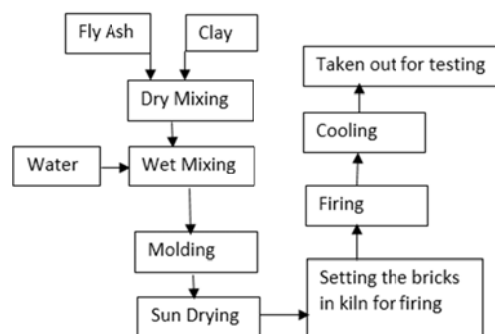 Fly Ash
Clay
Dry Mixing
Water
Wet Mixing
Molding
Sun Drying
Setting the bricks
in kiln for firing
Firing
Cooling
Taken out for testing